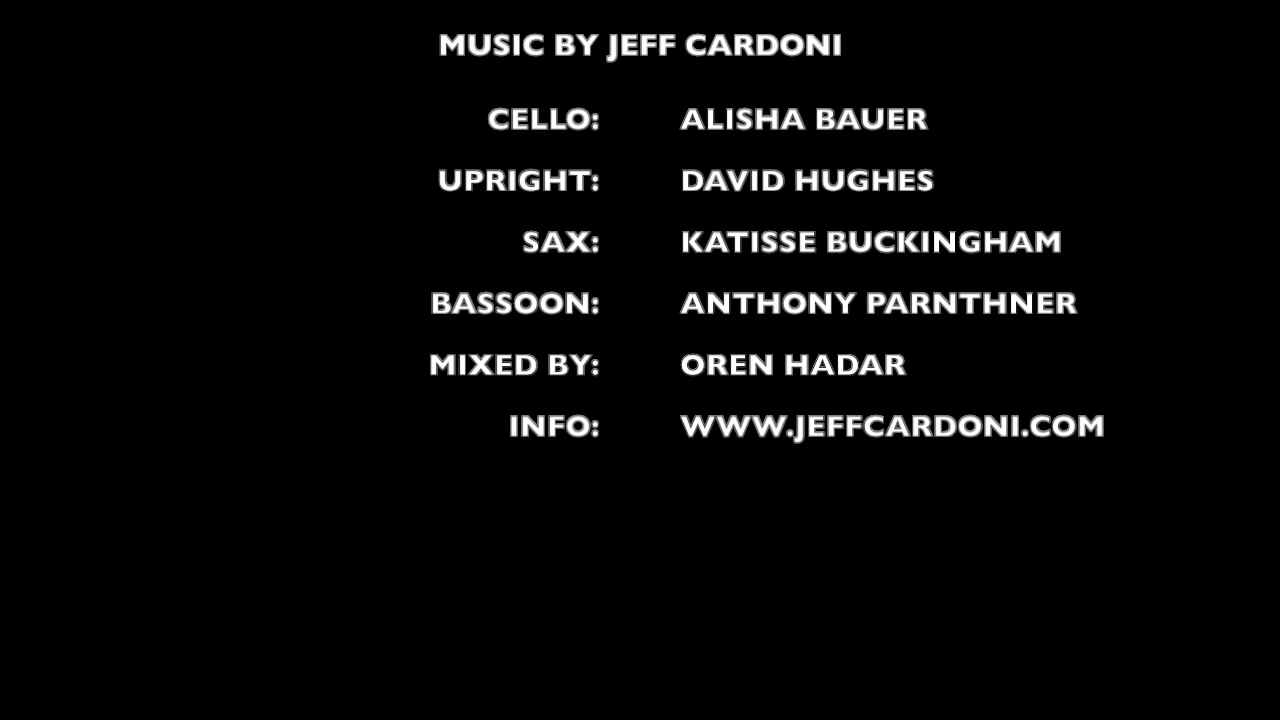 MUSIC BY JEFF CARDONI
CELLO: ALISHA BAUER
UPRIGHT: DAVID HUGHES
SAX: KATISSE BUCKINGHAM
BASSOON: ANTHONY PARNTHNER
MIXED BY: OREN HADAR
INFO: WWW.JEFFCARDONI.COM